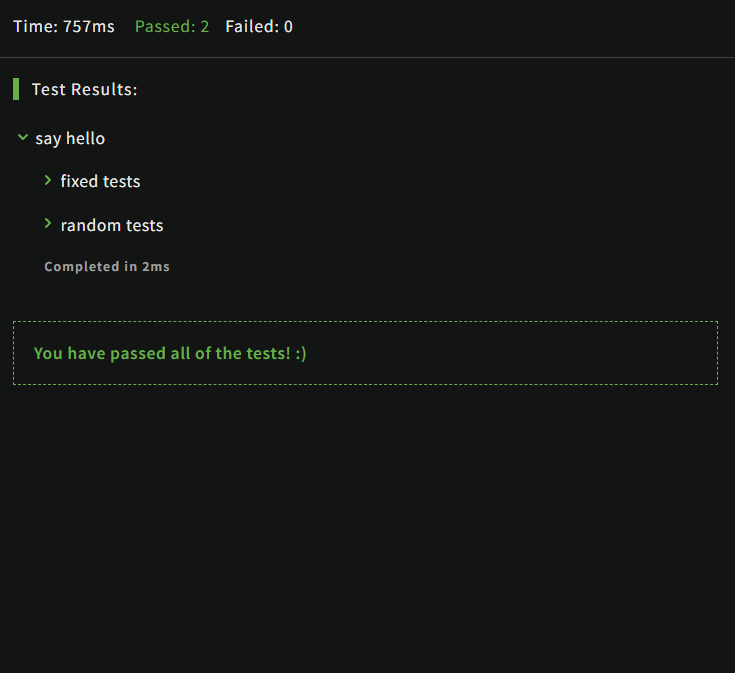 Time: 757ms Passed: 2 Failed: 0
Test Results:
say hello
fixed tests
random tests
Completed in 2ms
You have passed all of the tests! :)